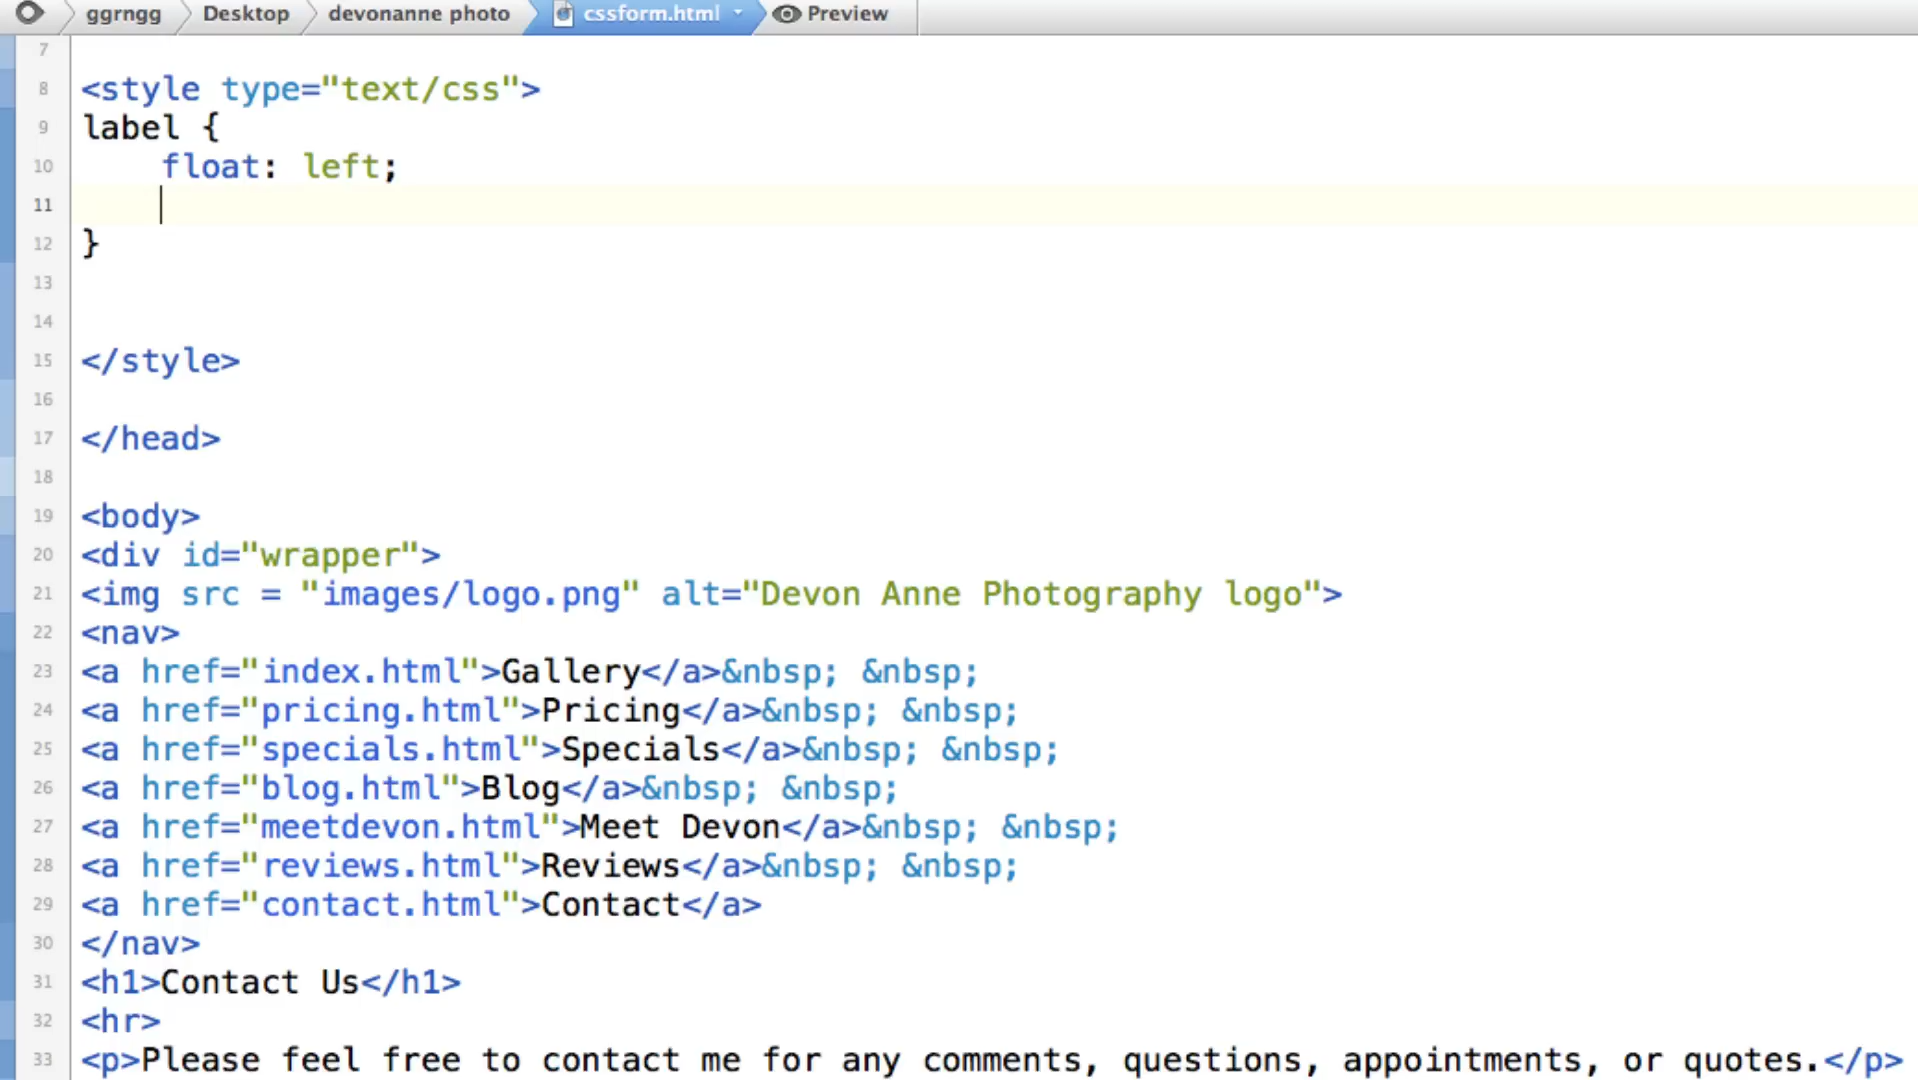 ggrngg Desktop devonanne photo cssform.html Preview
7
8 <style type="text/css">
9 label {
10 float: left;
11
12 }
13
14
15 </style>
16
17 </head>
18
19 <body>
20 <div id="wrapper">
21 <img src = "images/logo.png" alt="Devon Anne Photography logo">
22 <nav>
23 <a href="index.html">Gallery</a>&nbsp; &nbsp;
24 <a href="pricing.html">Pricing</a>&nbsp; &nbsp;
25 <a href="specials.html">Specials</a>&nbsp; &nbsp;
26 <a href="blog.html">Blog</a>&nbsp; &nbsp;
27 <a href="meetdevon.html">Meet Devon</a>&nbsp; &nbsp;
28 <a href="reviews.html">Reviews</a>&nbsp; &nbsp;
29 <a href="contact.html">Contact</a>
30 </nav>
31 <h1>Contact Us</h1>
32 <hr>
33 <p>Please feel free to contact me for any comments, questions, appointments, or quotes.</p>